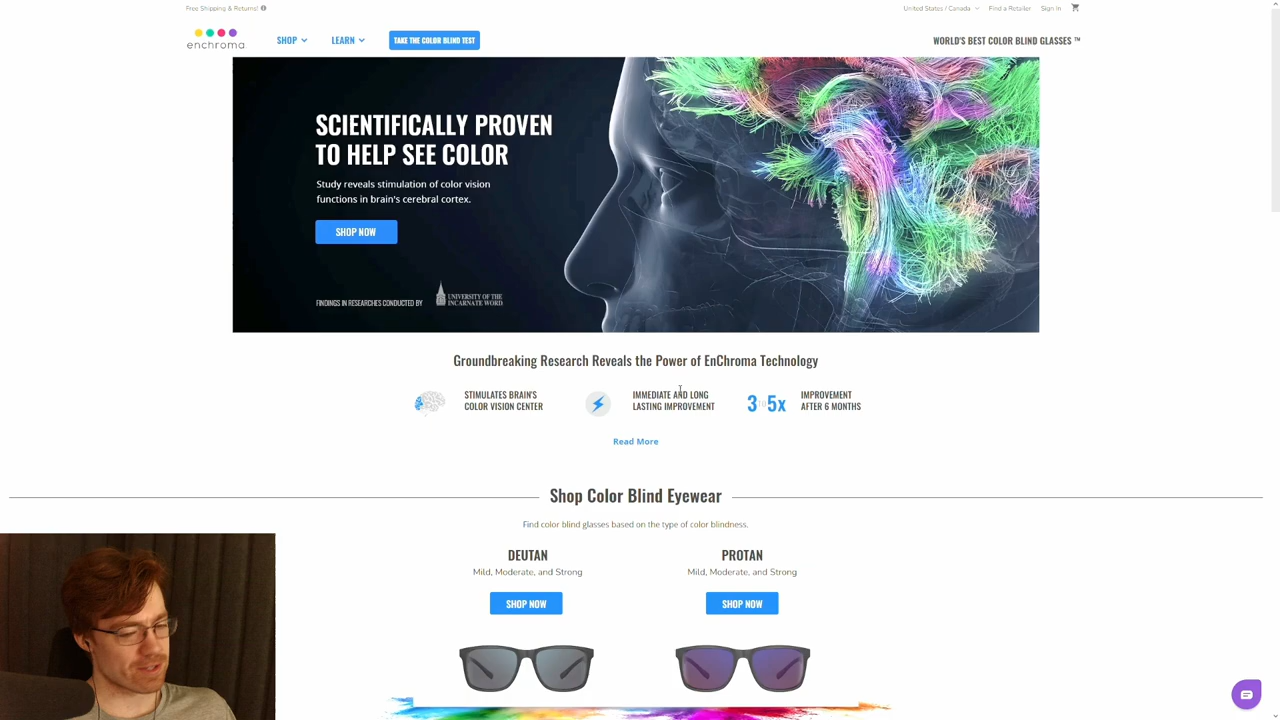 Free Shipping & Returns!
United States / Canada
Find a Retailer
Sign In
enchroma
SHOP
LEARN
TAKE THE COLOR BLIND TEST
WORLD'S BEST COLOR BLIND GLASSES ™
SCIENTIFICALLY PROVEN
TO HELP SEE COLOR
Study reveals stimulation of color vision
functions in brain's cerebral cortex.
SHOP NOW
FINDINGS IN RESEARCHES CONDUCTED BY
UNIVERSITY OF THE
INCARNATE WORD
Groundbreaking Research Reveals the Power of EnChroma Technology
STIMULATES BRAIN'S
COLOR VISION CENTER
IMMEDIATE AND LONG
LASTING IMPROVEMENT
3 TO 5x
IMPROVEMENT
AFTER 6 MONTHS
Read More
Shop Color Blind Eyewear
Find color blind glasses based on the type of color blindness.
DEUTAN
Mild, Moderate, and Strong
SHOP NOW
PROTAN
Mild, Moderate, and Strong
SHOP NOW